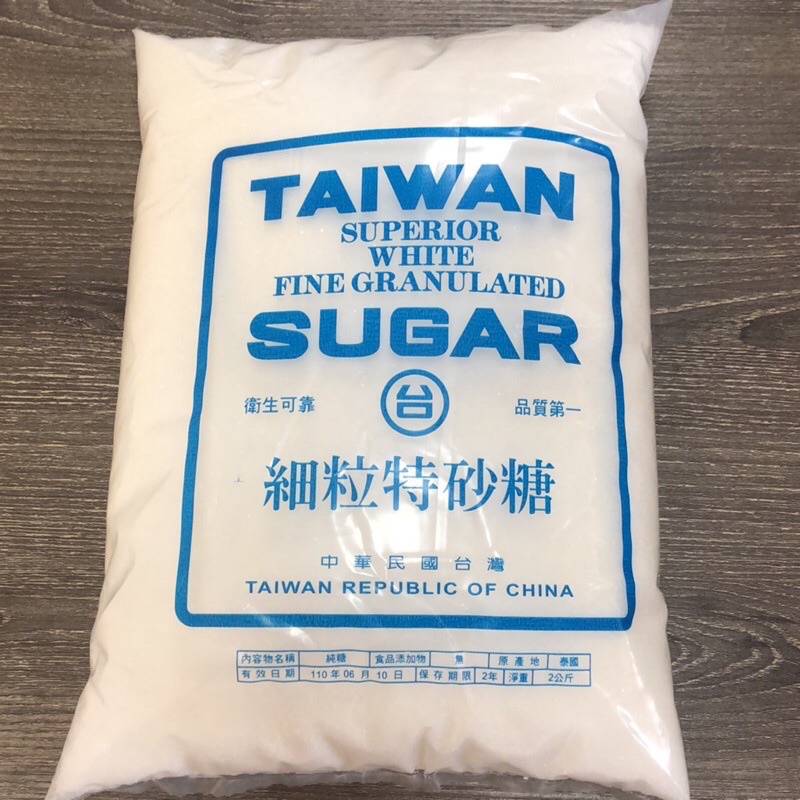 TAIWAN
SUPERIOR
WHITE
FINE GRANULATED
SUGAR
衛生可靠 台 品質第一
細粒特砂糖
中華民國台灣
TAIWAN REPUBLIC OF CHINA
內容物名稱 純糖 食品添加物 無 原產地 泰國
有效日期 110年06月10日 保存期限 2年 淨重 2公斤